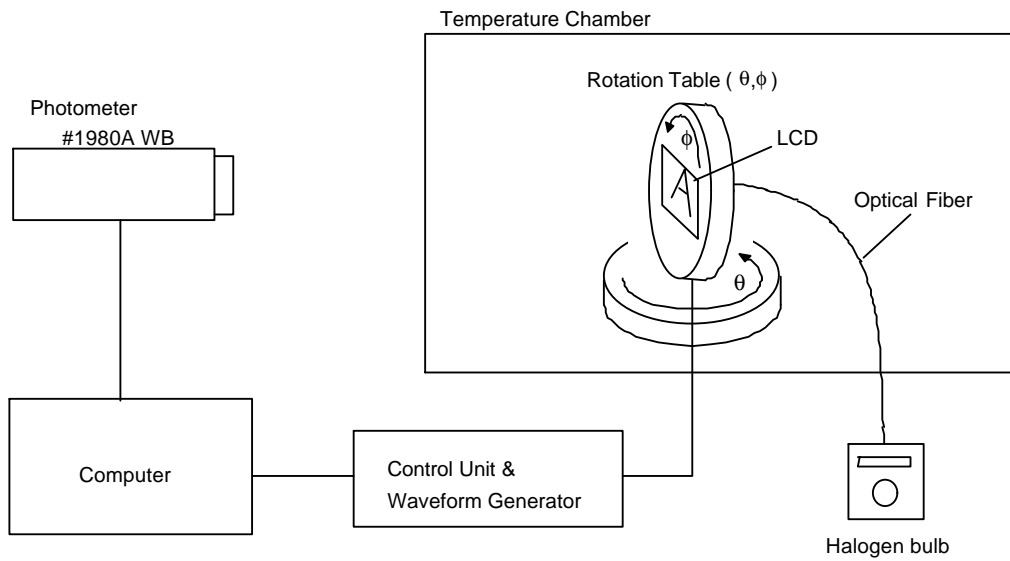 Temperature Chamber
Rotation Table ( θ,ϕ )
Photometer
#1980A WB
ϕ
LCD
A
Optical Fiber
θ
Computer
Control Unit &
Waveform Generator
Halogen bulb